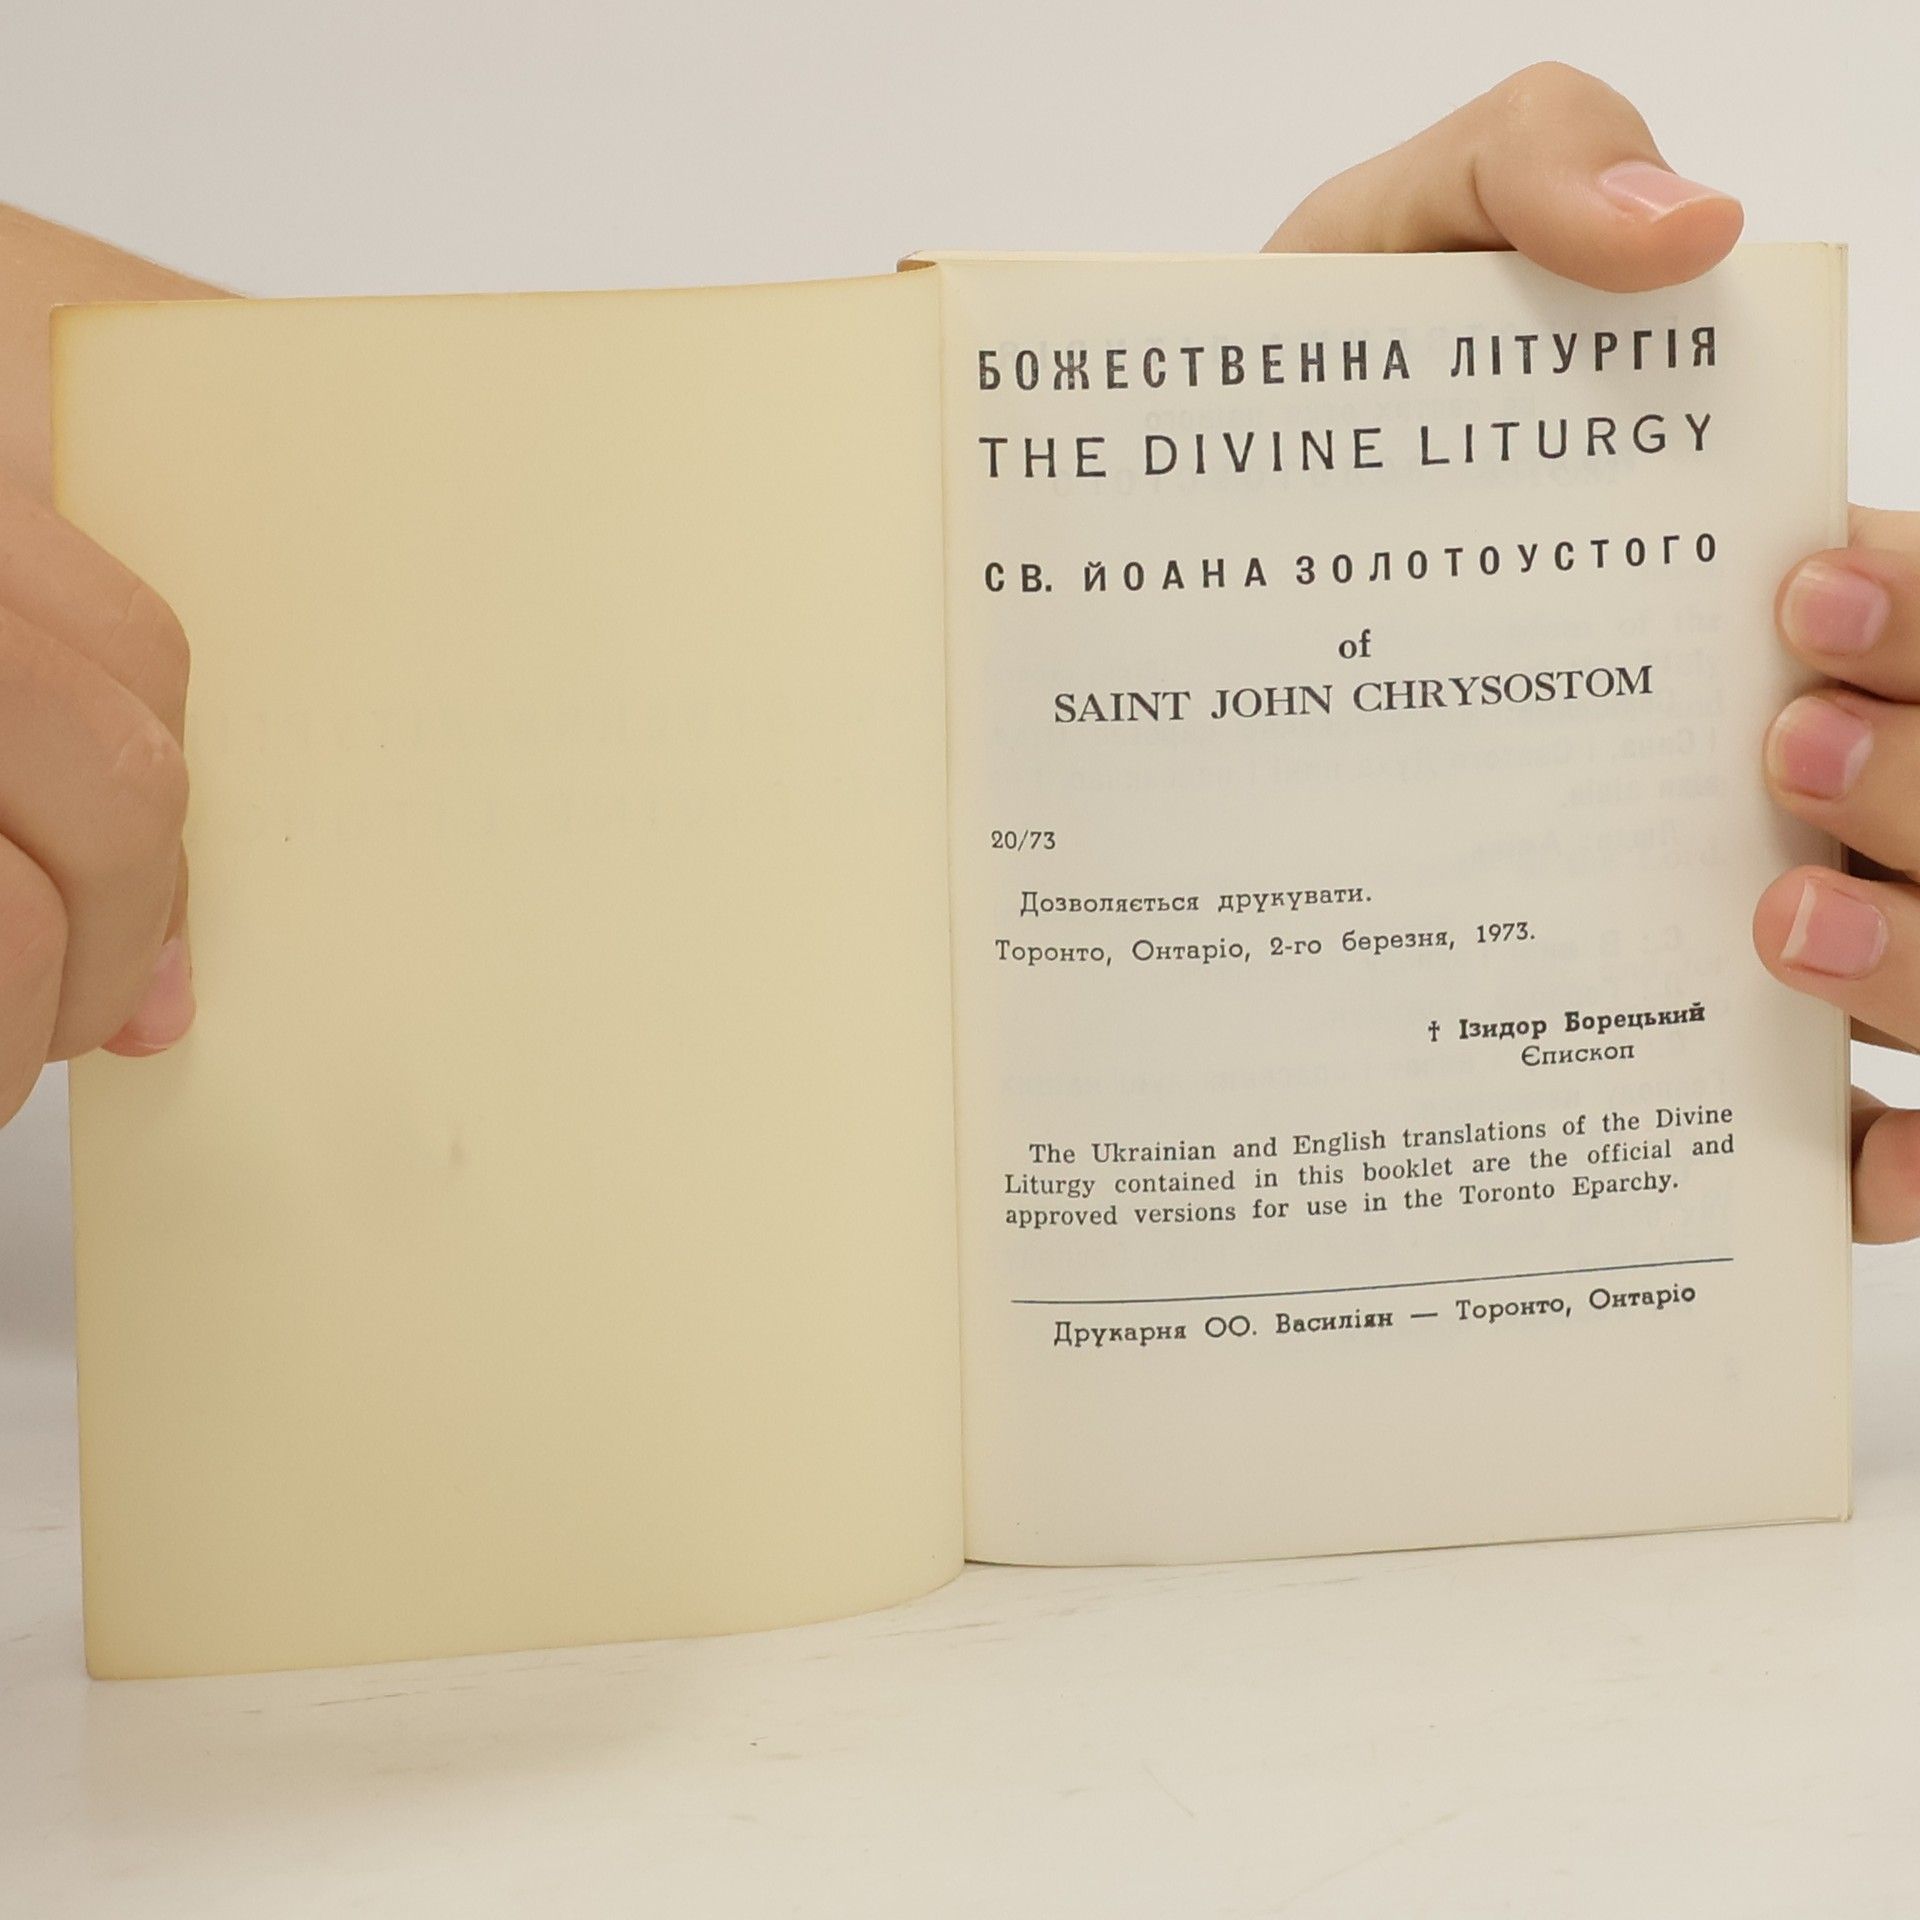 БОЖЕСТВЕННА ЛІТУРГІЯ
THE DIVINE LITURGY
СВ. ЙОАНА ЗОЛОТОУСТОГО
of
SAINT JOHN CHRYSOSTOM
20/73
Дозволяється друкувати.
Торонто, Онтаріо, 2-го березня, 1973.
† Ізидор Борецький
Єпископ
The Ukrainian and English translations of the Divine
Liturgy contained in this booklet are the official and
approved versions for use in the Toronto Eparchy.
Друкарня ОО. Василіян — Торонто, Онтаріо